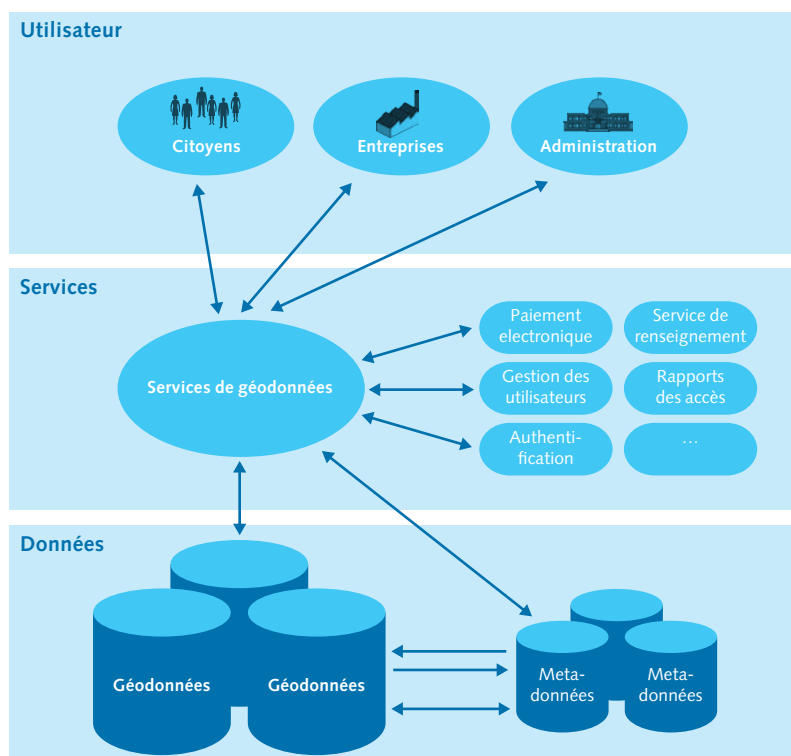 Utilisateur
Citoyens
Entreprises
Administration
Services
Services de géodonnées
Paiement
electronique
Service de
renseignement
Gestion des
utilisateurs
Rapports
des accès
Authenti-
fication
...
Données
Géodonnées
Géodonnées
Meta-
données
Meta-
données